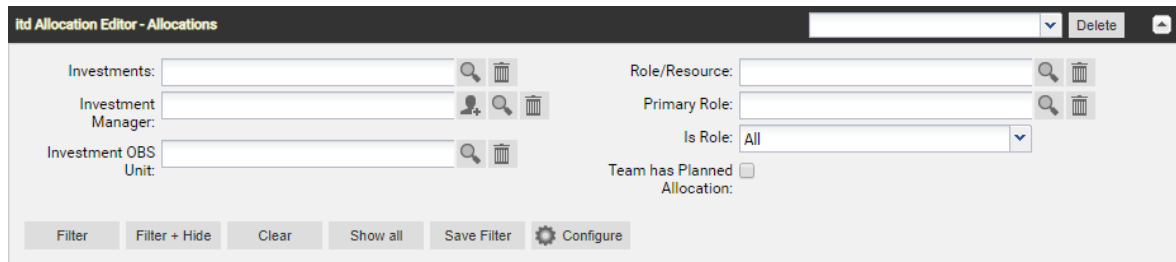 itd Allocation Editor - Allocations
Delete
Investments:
Role/Resource:
Investment
Manager:
Primary Role:
Is Role: All
Investment OBS
Unit:
Team has Planned
Allocation:
Filter
Filter + Hide
Clear
Show all
Save Filter
Configure